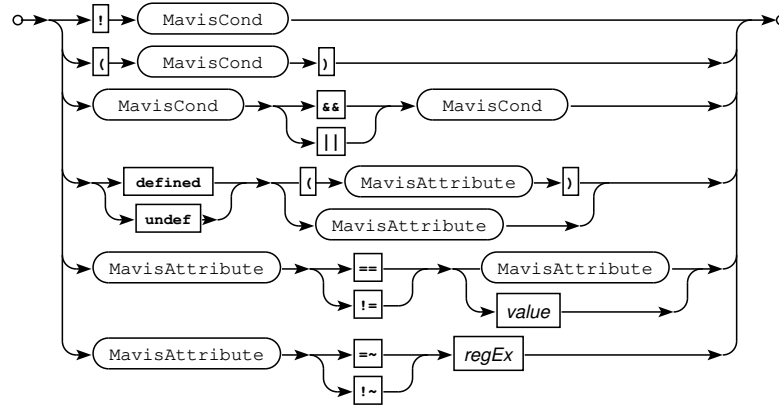 ! MavisCond
( MavisCond )
MavisCond && MavisCond
||
defined ( MavisAttribute )
undef MavisAttribute
MavisAttribute == MavisAttribute
!= value
MavisAttribute =~ regEx
!~